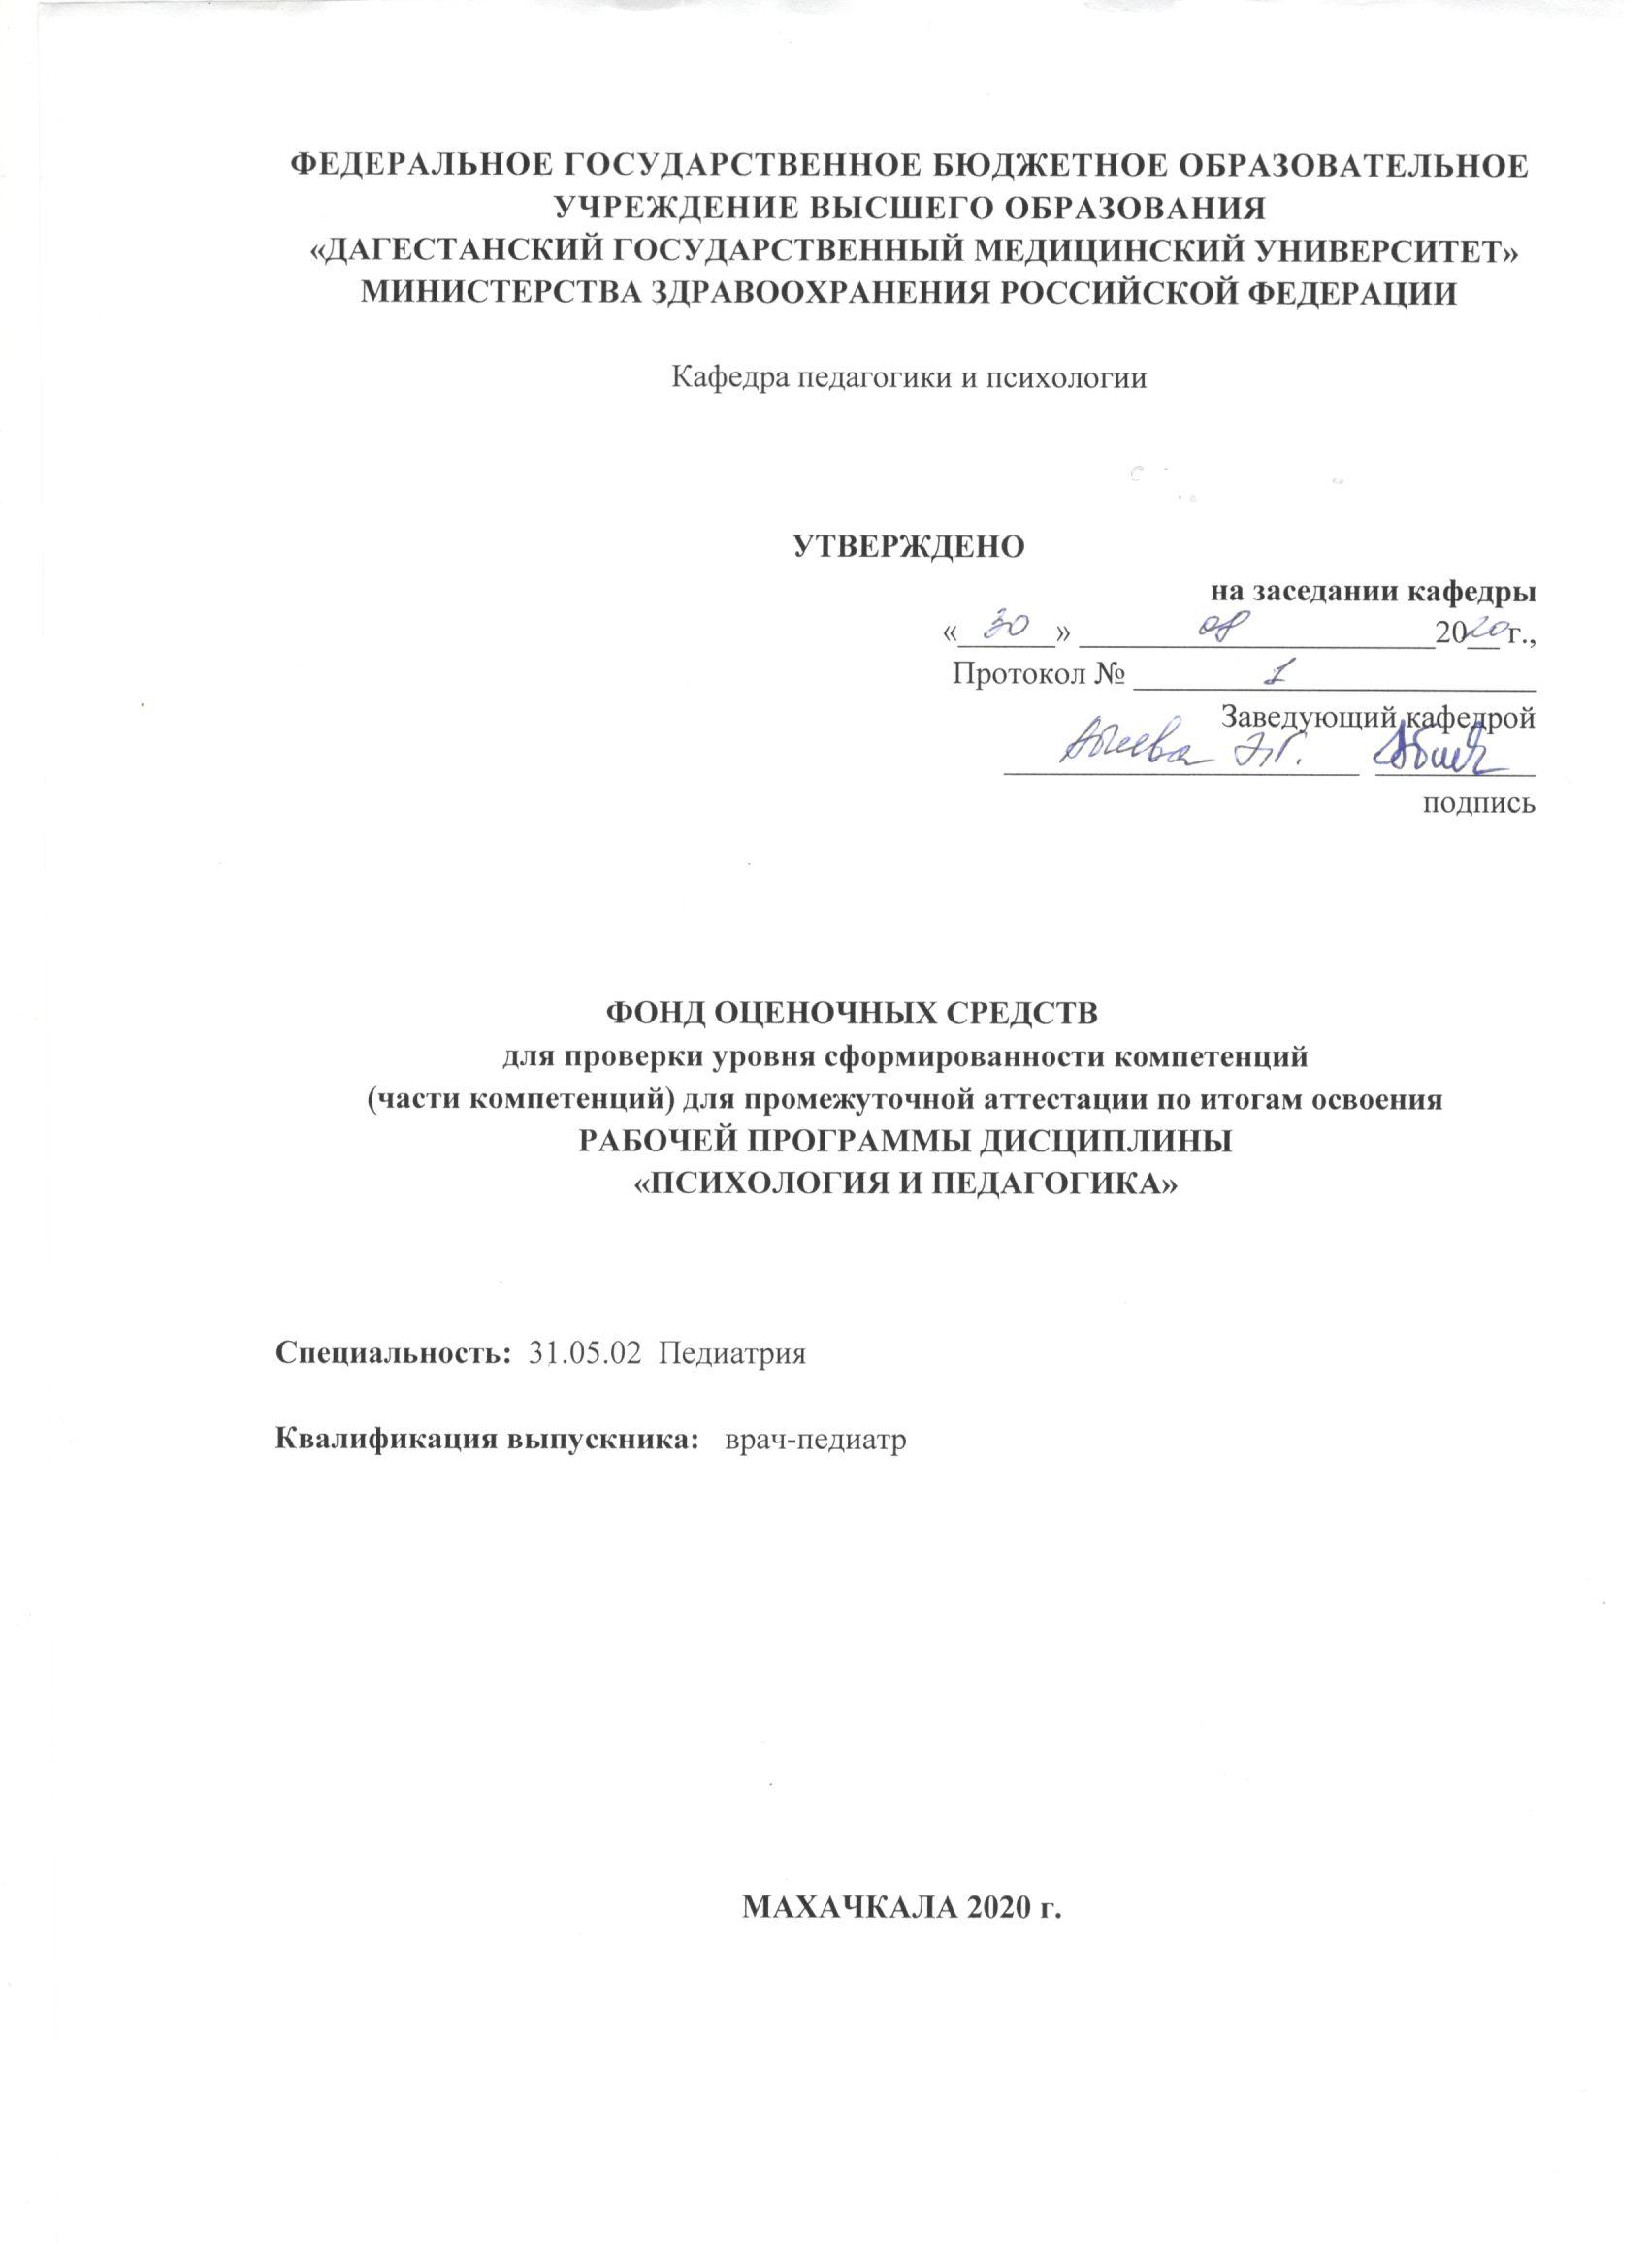 ФЕДЕРАЛЬНОЕ ГОСУДАРСТВЕННОЕ БЮДЖЕТНОЕ ОБРАЗОВАТЕЛЬНОЕ
УЧРЕЖДЕНИЕ ВЫСШЕГО ОБРАЗОВАНИЯ
«ДАГЕСТАНСКИЙ ГОСУДАРСТВЕННЫЙ МЕДИЦИНСКИЙ УНИВЕРСИТЕТ»
МИНИСТЕРСТВА ЗДРАВООХРАНЕНИЯ РОССИЙСКОЙ ФЕДЕРАЦИИ
Кафедра педагогики и психологии
УТВЕРЖДЕНО
на заседании кафедры
«30» 08 2020 г.,
Протокол № 1
Заведующий кафедрой
подпись
ФОНД ОЦЕНОЧНЫХ СРЕДСТВ
для проверки уровня сформированности компетенций
(части компетенций) для промежуточной аттестации по итогам освоения
РАБОЧЕЙ ПРОГРАММЫ ДИСЦИПЛИНЫ
«ПСИХОЛОГИЯ И ПЕДАГОГИКА»
Специальность: 31.05.02 Педиатрия
Квалификация выпускника: врач-педиатр
МАХАЧКАЛА 2020 г.